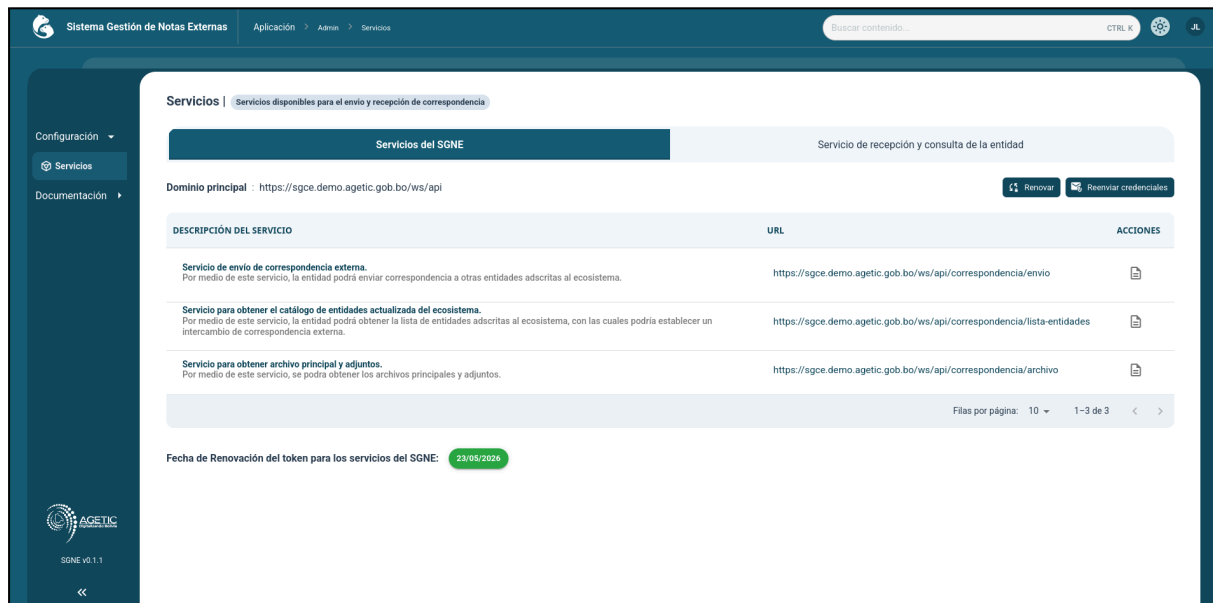 Sistema Gestión de Notas Externas
Aplicación > Admin > Servicios
Buscar contenido...
CTRL K
JL
Configuración
Servicios
Documentación
Servicios | Servicios disponibles para el envio y recepción de correspondencia
Servicios del SGNE
Servicio de recepción y consulta de la entidad
Dominio principal : https://sgce.demo.agetic.gob.bo/ws/api
Renovar
Reenviar credenciales
DESCRIPCIÓN DEL SERVICIO
URL
ACCIONES
Servicio de envío de correspondencia externa.
Por medio de este servicio, la entidad podrá enviar correspondencia a otras entidades adscritas al ecosistema.
https://sgce.demo.agetic.gob.bo/ws/api/correspondencia/envio
Servicio para obtener el catálogo de entidades actualizada del ecosistema.
Por medio de este servicio, la entidad podrá obtener la lista de entidades adscritas al ecosistema, con las cuales podría establecer un
intercambio de correspondencia externa.
https://sgce.demo.agetic.gob.bo/ws/api/correspondencia/lista-entidades
Servicio para obtener archivo principal y adjuntos.
Por medio de este servicio, se podra obtener los archivos principales y adjuntos.
https://sgce.demo.agetic.gob.bo/ws/api/correspondencia/archivo
Filas por página: 10
1–3 de 3
Fecha de Renovación del token para los servicios del SGNE: 23/05/2026
AGETIC
Digitalizando Bolivia
SGNE v0.1.1